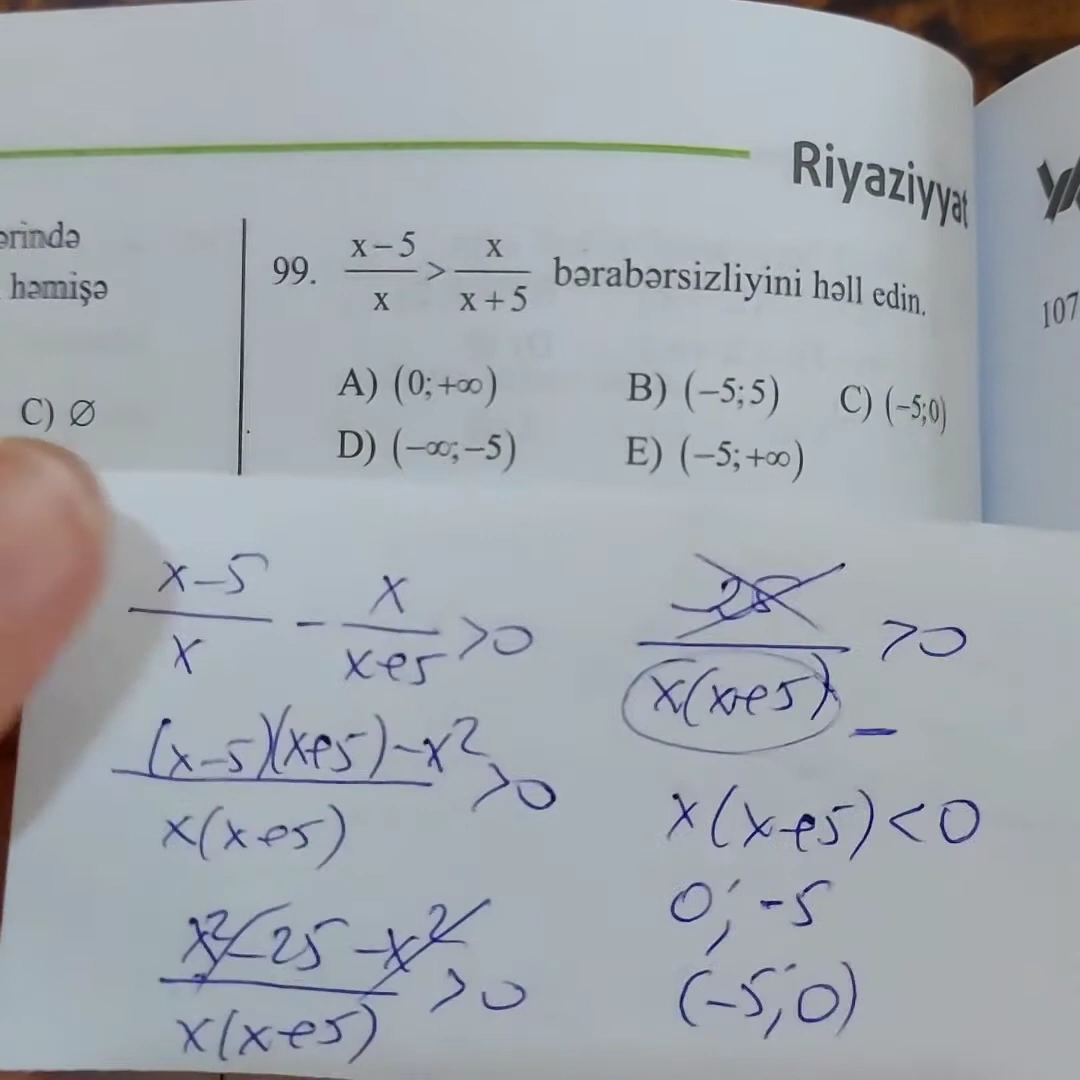 Riyaziyyat
ərində
həmişə
C) ∅
99. (x-5)/x > x/(x+5) bərabərsizliyini həll edin.
A) (0;+∞) B) (−5;5) C) (−5;0)
D) (−∞;−5) E) (−5;+∞)
107
(x-5)/x - x/(x+5) >0
((x-5)(x+5)-x²)/(x(x+5)) >0
(x²-25-x²)/(x(x+5)) >0
-25/(x(x+5)) >0
−
x(x+5)<0
0; -5
(-5;0)